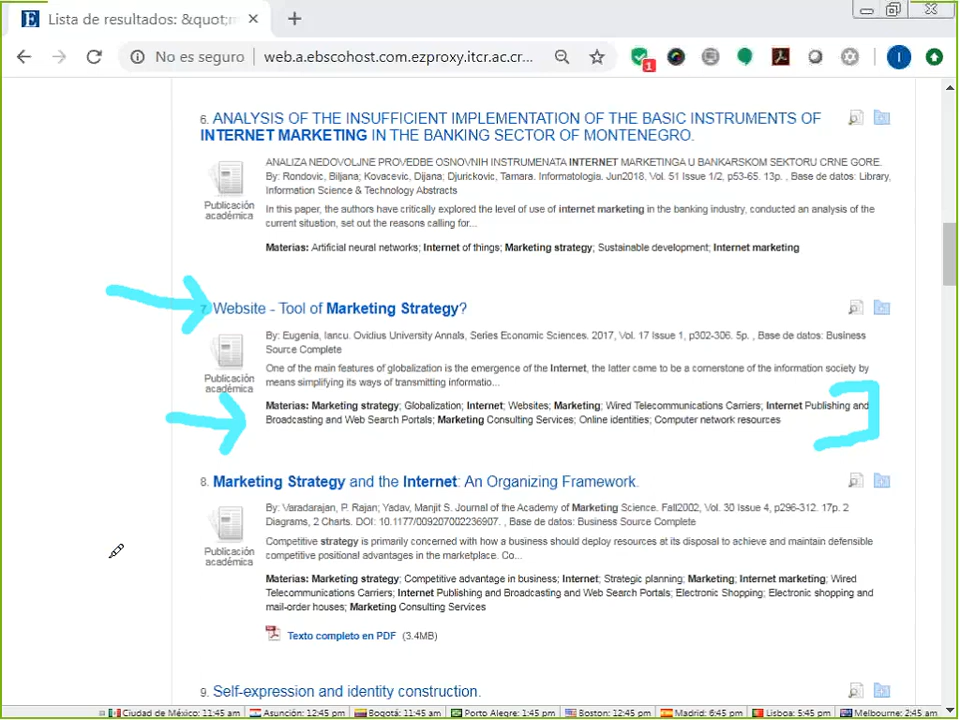 Lista de resultados: &quot;m
No es seguro
web.a.ebscohost.com.ezproxy.itcr.ac.cr...
1
I
6. ANALYSIS OF THE INSUFFICIENT IMPLEMENTATION OF THE BASIC INSTRUMENTS OF
INTERNET MARKETING IN THE BANKING SECTOR OF MONTENEGRO.
ANALIZA NEDOVOLJNE PROVEDBE OSNOVNIH INSTRUMENATA INTERNET MARKETINGA U BANKARSKOM SEKTORU CRNE GORE.
By: Rondovic, Biljana; Kovacevic, Dijana; Djurickovic, Tamara. Informatologia. Jun2018, Vol. 51 Issue 1/2, p53-65. 13p. , Base de datos: Library,
Information Science & Technology Abstracts
Publicación
académica
In this paper, the authors have critically explored the level of use of internet marketing in the banking industry, conducted an analysis of the
current situation, set out the reasons calling for...
Materias: Artificial neural networks; Internet of things; Marketing strategy; Sustainable development; Internet marketing
7. Website - Tool of Marketing Strategy?
By: Eugenia, Iancu. Ovidius University Annals, Series Economic Sciences. 2017, Vol. 17 Issue 1, p302-306. 5p. , Base de datos: Business
Source Complete
One of the main features of globalization is the emergence of the Internet, the latter came to be a cornerstone of the information society by
means simplifying its ways of transmitting informatio...
Publicación
académica
Materias: Marketing strategy; Globalization; Internet; Websites; Marketing; Wired Telecommunications Carriers; Internet Publishing and
Broadcasting and Web Search Portals; Marketing Consulting Services; Online identities; Computer network resources
8. Marketing Strategy and the Internet: An Organizing Framework.
By: Varadarajan, P. Rajan; Yadav, Manjit S. Journal of the Academy of Marketing Science. Fall2002, Vol. 30 Issue 4, p296-312. 17p. 2
Diagrams, 2 Charts. DOI: 10.1177/009207002236907. , Base de datos: Business Source Complete
Competitive strategy is primarily concerned with how a business should deploy resources at its disposal to achieve and maintain defensible
competitive positional advantages in the marketplace. Co...
Publicación
académica
Materias: Marketing strategy; Competitive advantage in business; Internet; Strategic planning; Marketing; Internet marketing; Wired
Telecommunications Carriers; Internet Publishing and Broadcasting and Web Search Portals; Electronic Shopping; Electronic shopping and
mail-order houses; Marketing Consulting Services
Texto completo en PDF (3.4MB)
9. Self-expression and identity construction.
Ciudad de México: 11:45 am Asunción: 12:45 pm Bogotá: 11:45 am Porto Alegre: 1:45 pm Boston: 12:45 pm Madrid: 6:45 pm Lisboa: 5:45 pm Melbourne: 2:45 am